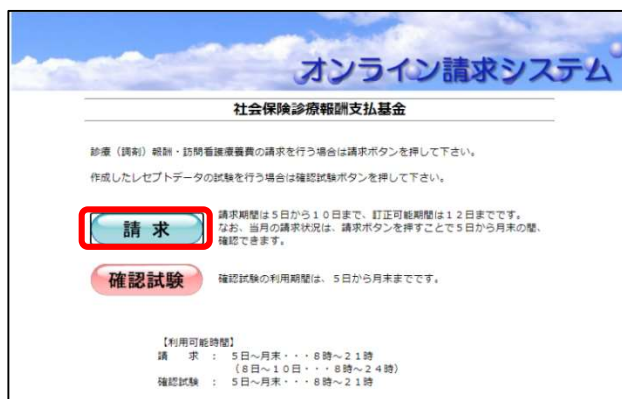 オンライン請求システム
社会保険診療報酬支払基金
診療（調剤）報酬・訪問看護療養費の請求を行う場合は請求ボタンを押して下さい。
作成したレセプトデータの試験を行う場合は確認試験ボタンを押して下さい。
請 求
請求期間は５日から１０日まで、訂正可能期間は１２日までです。
なお、当月の請求状況は、請求ボタンを押すことで５日から月末の間、
確認できます。
確認試験
確認試験の利用期間は、５日から月末までです。
【利用可能時間】
請　求　：　５日～月末・・・８時～２１時
（８日～１０日・・・８時～２４時）
確認試験　：　５日～月末・・・８時～２１時